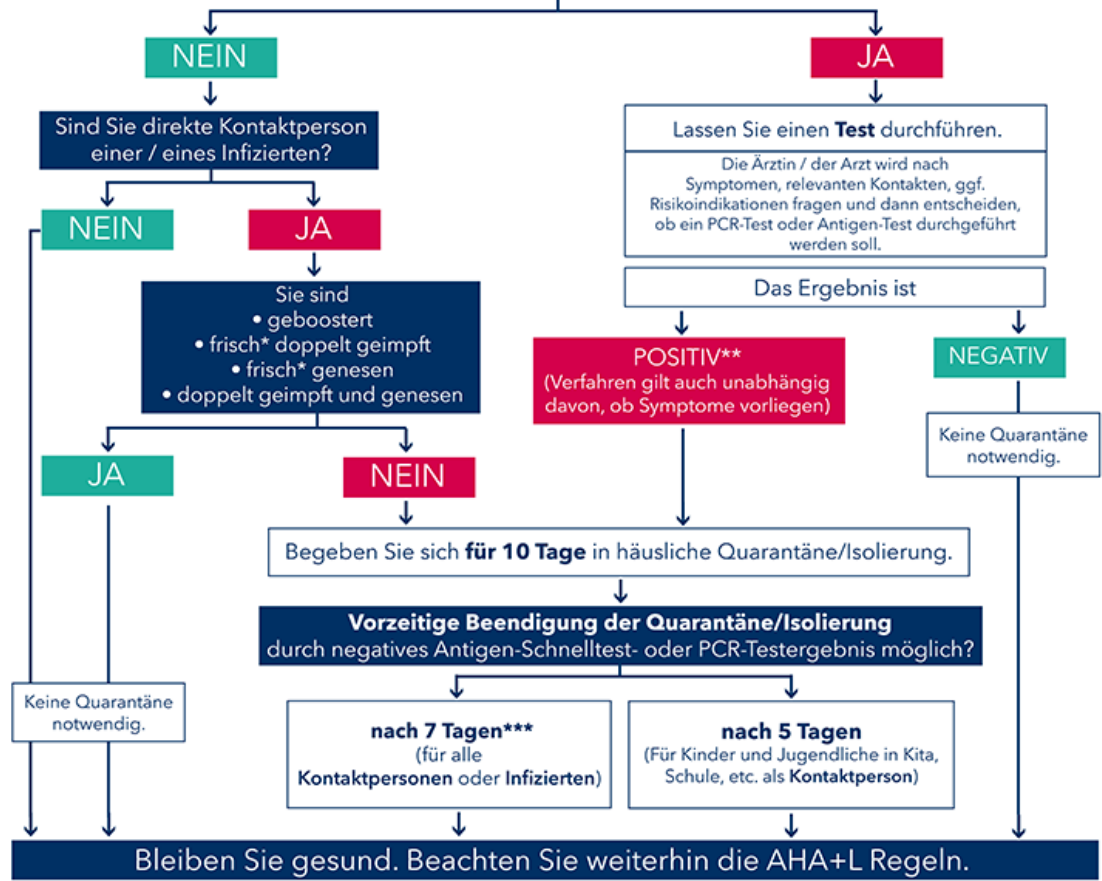 NEIN
JA
Sind Sie direkte Kontaktperson
einer / eines Infizierten?
NEIN
JA
Sie sind
• geboostert
• frisch* doppelt geimpft
• frisch* genesen
• doppelt geimpft und genesen
JA
NEIN
Lassen Sie einen Test durchführen.
Die Ärztin / der Arzt wird nach
Symptomen, relevanten Kontakten, ggf.
Risikoindikationen fragen und dann entscheiden,
ob ein PCR-Test oder Antigen-Test durchgeführt
werden soll.
Das Ergebnis ist
POSITIV**
(Verfahren gilt auch unabhängig
davon, ob Symptome vorliegen)
NEGATIV
Keine Quarantäne
notwendig.
Begeben Sie sich für 10 Tage in häusliche Quarantäne/Isolierung.
Vorzeitige Beendigung der Quarantäne/Isolierung
durch negatives Antigen-Schnelltest- oder PCR-Testergebnis möglich?
Keine Quarantäne
notwendig.
nach 7 Tagen***
(für alle
Kontaktpersonen oder Infizierten)
nach 5 Tagen
(Für Kinder und Jugendliche in Kita,
Schule, etc. als Kontaktperson)
Bleiben Sie gesund. Beachten Sie weiterhin die AHA+L Regeln.